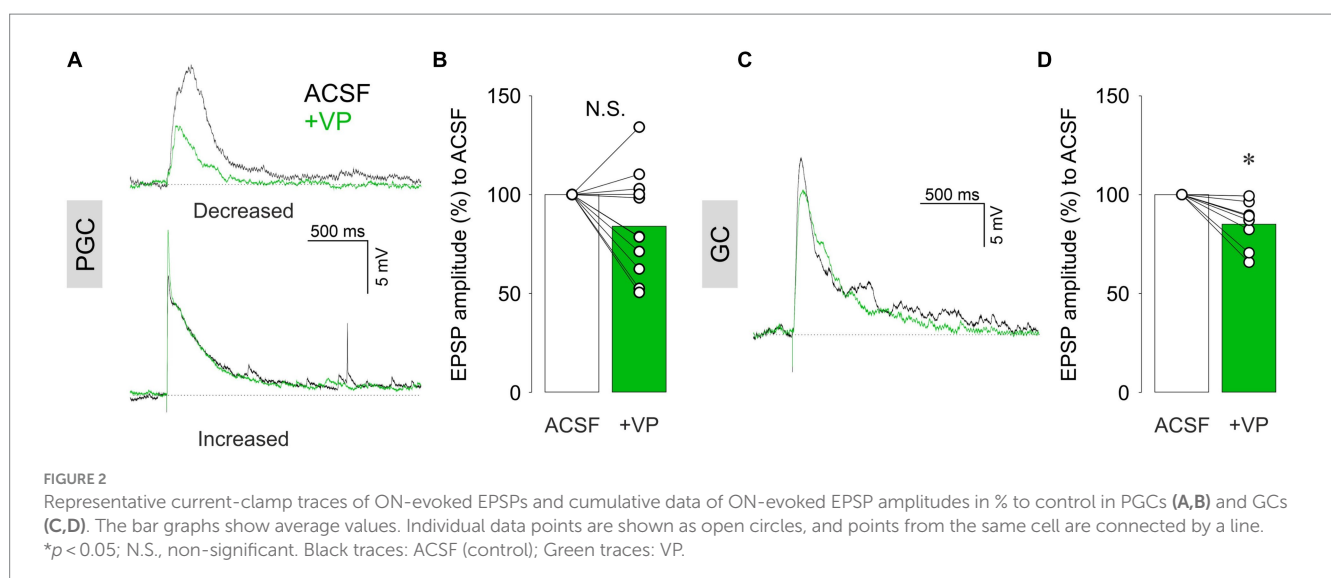 A
ACSF
+VP
Decreased
PGC
500 ms
5 mV
Increased
B
EPSP amplitude (%) to ACSF
150
100
50
0
N.S.
ACSF
+VP
C
GC
500 ms
5 mV
D
EPSP amplitude (%) to ACSF
150
100
50
0
*
ACSF
+VP
FIGURE 2
Representative current-clamp traces of ON-evoked EPSPs and cumulative data of ON-evoked EPSP amplitudes in % to control in PGCs (A,B) and GCs
(C,D). The bar graphs show average values. Individual data points are shown as open circles, and points from the same cell are connected by a line.
*p < 0.05; N.S., non-significant. Black traces: ACSF (control); Green traces: VP.